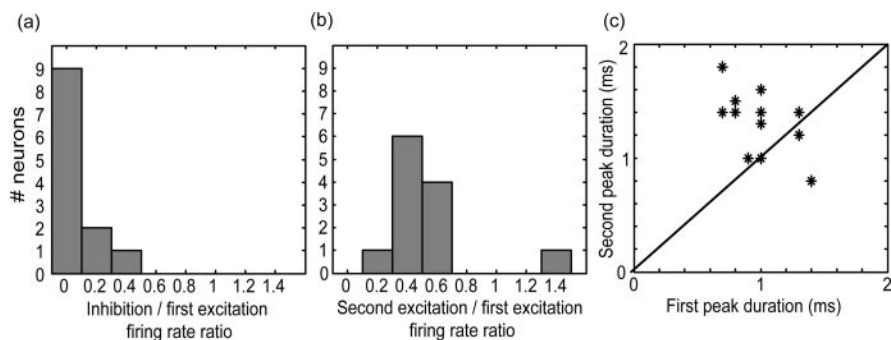 (a)
# neurons
9
8
7
6
5
4
3
2
1
0
0 0.2 0.4 0.6 0.8 1 1.2 1.4
Inhibition / first excitation
firing rate ratio
(b)
9
8
7
6
5
4
3
2
1
0
0 0.2 0.4 0.6 0.8 1 1.2 1.4
Second excitation / first excitation
firing rate ratio
(c)
Second peak duration (ms)
2
1
0
0 1 2
First peak duration (ms)